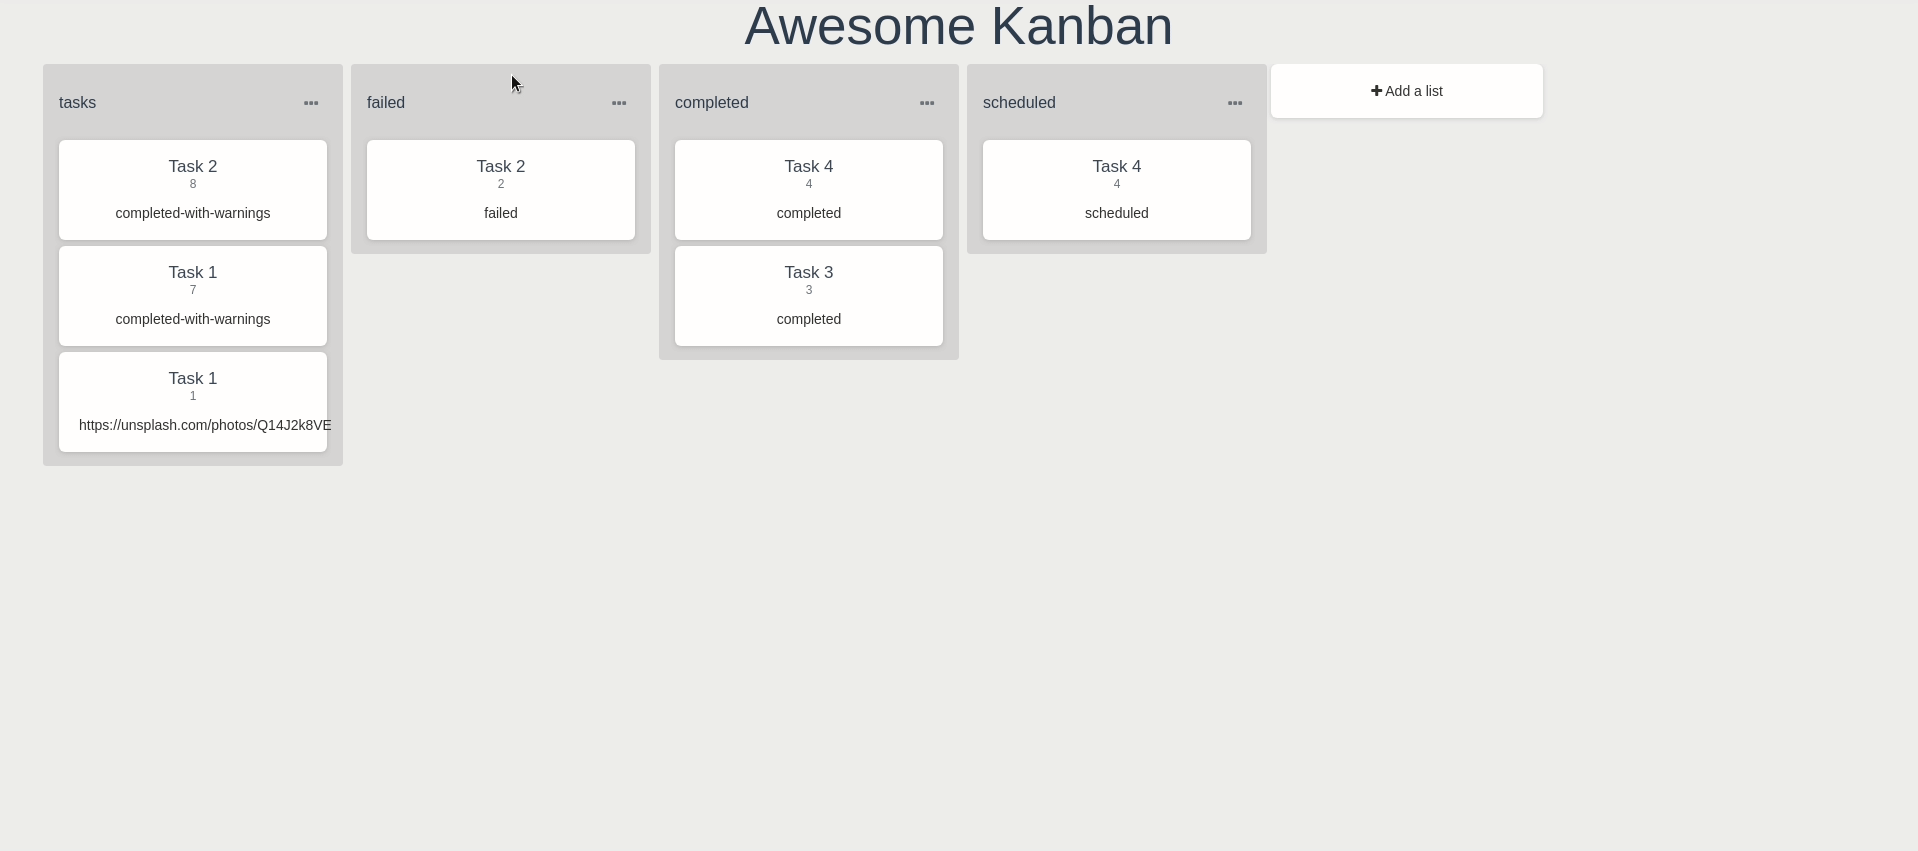 Awesome Kanban
tasks
Task 2
8
completed-with-warnings
Task 1
7
completed-with-warnings
Task 1
1
https://unsplash.com/photos/Q14J2k8VE
failed
Task 2
2
failed
completed
Task 4
4
completed
Task 3
3
completed
scheduled
Task 4
4
scheduled
Add a list